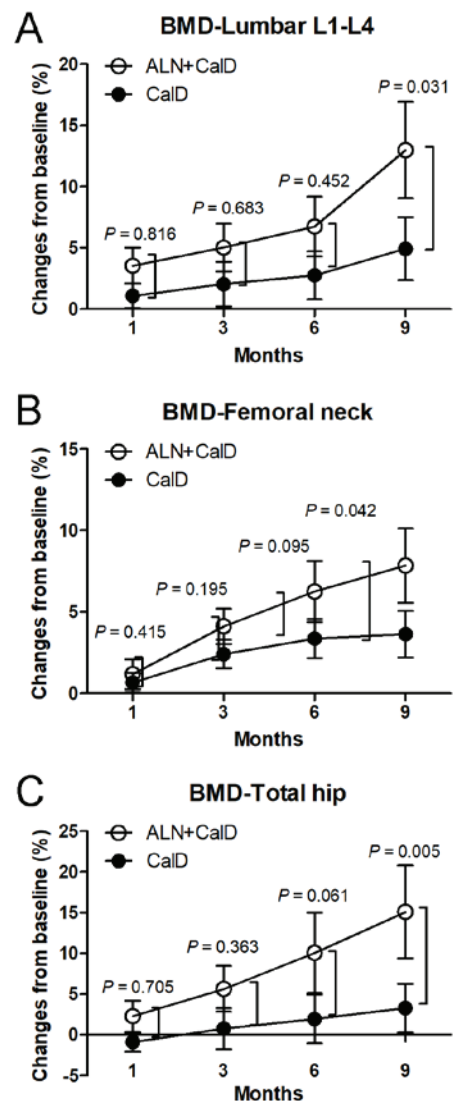 A
BMD-Lumbar L1-L4
Changes from baseline (%)
20
15
10
5
0
ALN+CalD
CalD
P = 0.816
P = 0.683
P = 0.452
P = 0.031
1 3 6 9
Months
B
BMD-Femoral neck
Changes from baseline (%)
15
10
5
0
ALN+CalD
CalD
P = 0.415
P = 0.195
P = 0.095
P = 0.042
1 3 6 9
Months
C
BMD-Total hip
Changes from baseline (%)
25
20
15
10
5
0
-5
ALN+CalD
CalD
P = 0.705
P = 0.363
P = 0.061
P = 0.005
1 3 6 9
Months